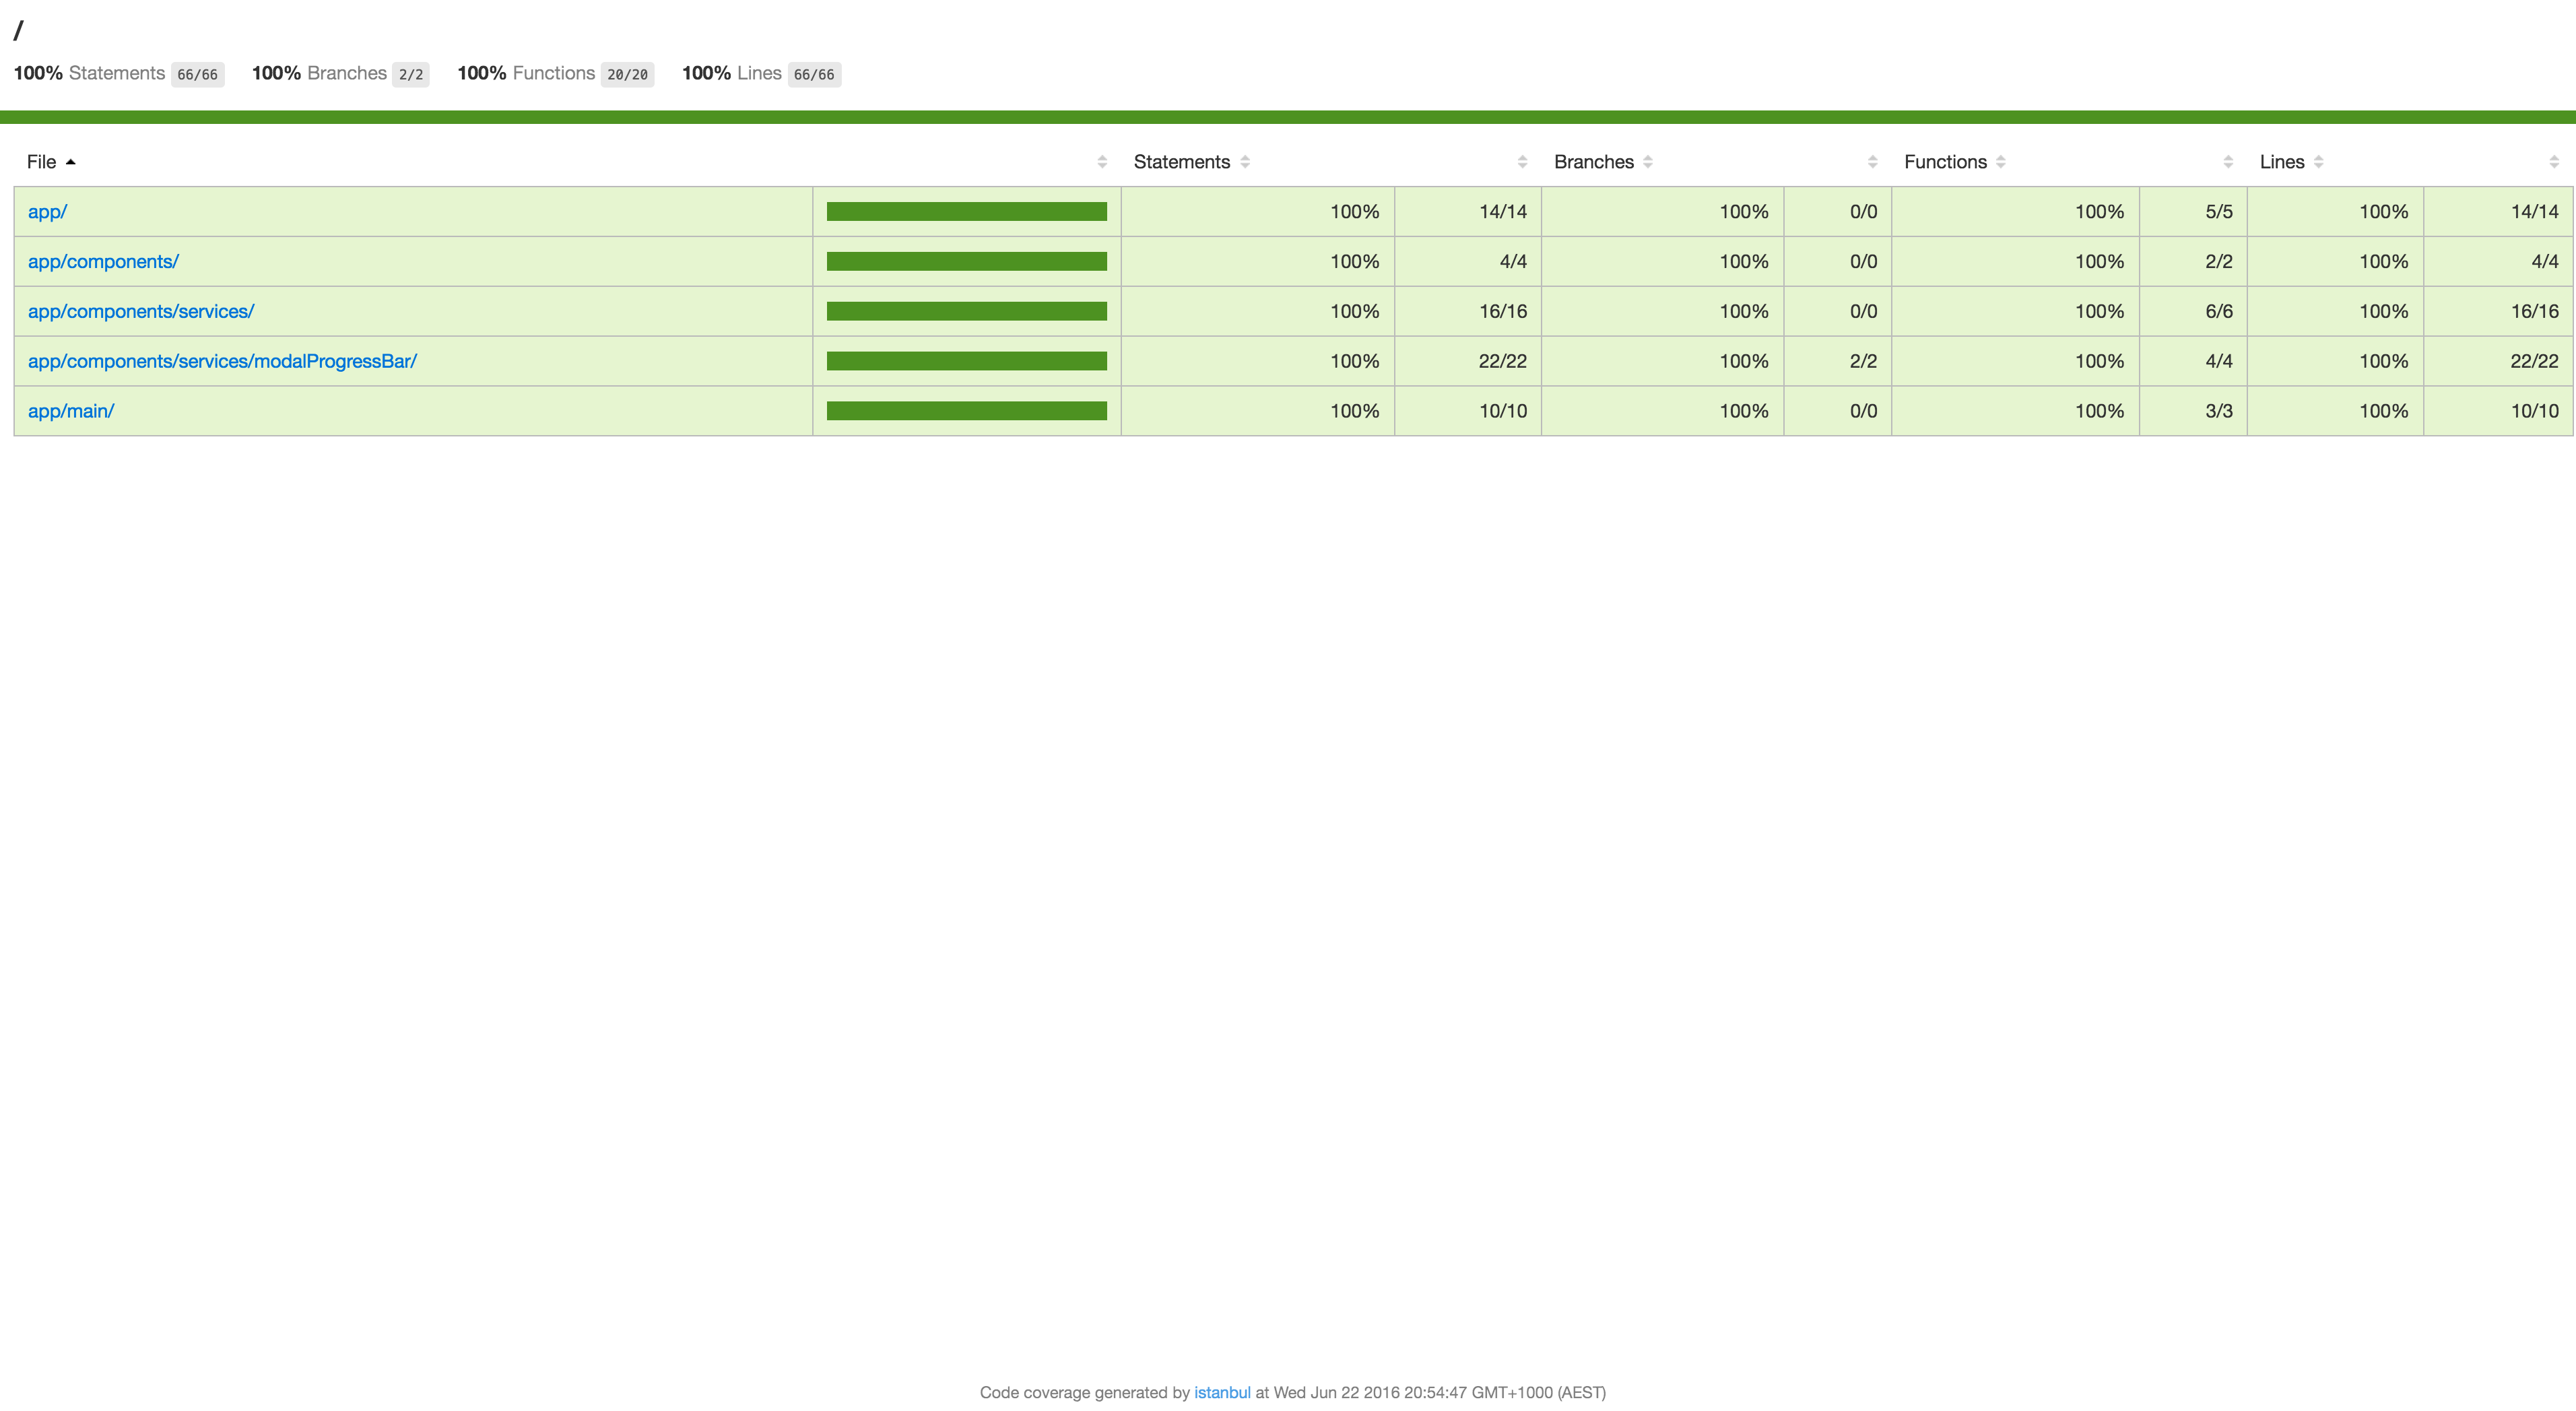 /
100% Statements 66/66 100% Branches 2/2 100% Functions 20/20 100% Lines 66/66
File Statements Branches Functions Lines
app/ 100% 14/14 100% 0/0 100% 5/5 100% 14/14
app/components/ 100% 4/4 100% 0/0 100% 2/2 100% 4/4
app/components/services/ 100% 16/16 100% 0/0 100% 6/6 100% 16/16
app/components/services/modalProgressBar/ 100% 22/22 100% 2/2 100% 4/4 100% 22/22
app/main/ 100% 10/10 100% 0/0 100% 3/3 100% 10/10
Code coverage generated by istanbul at Wed Jun 22 2016 20:54:47 GMT+1000 (AEST)